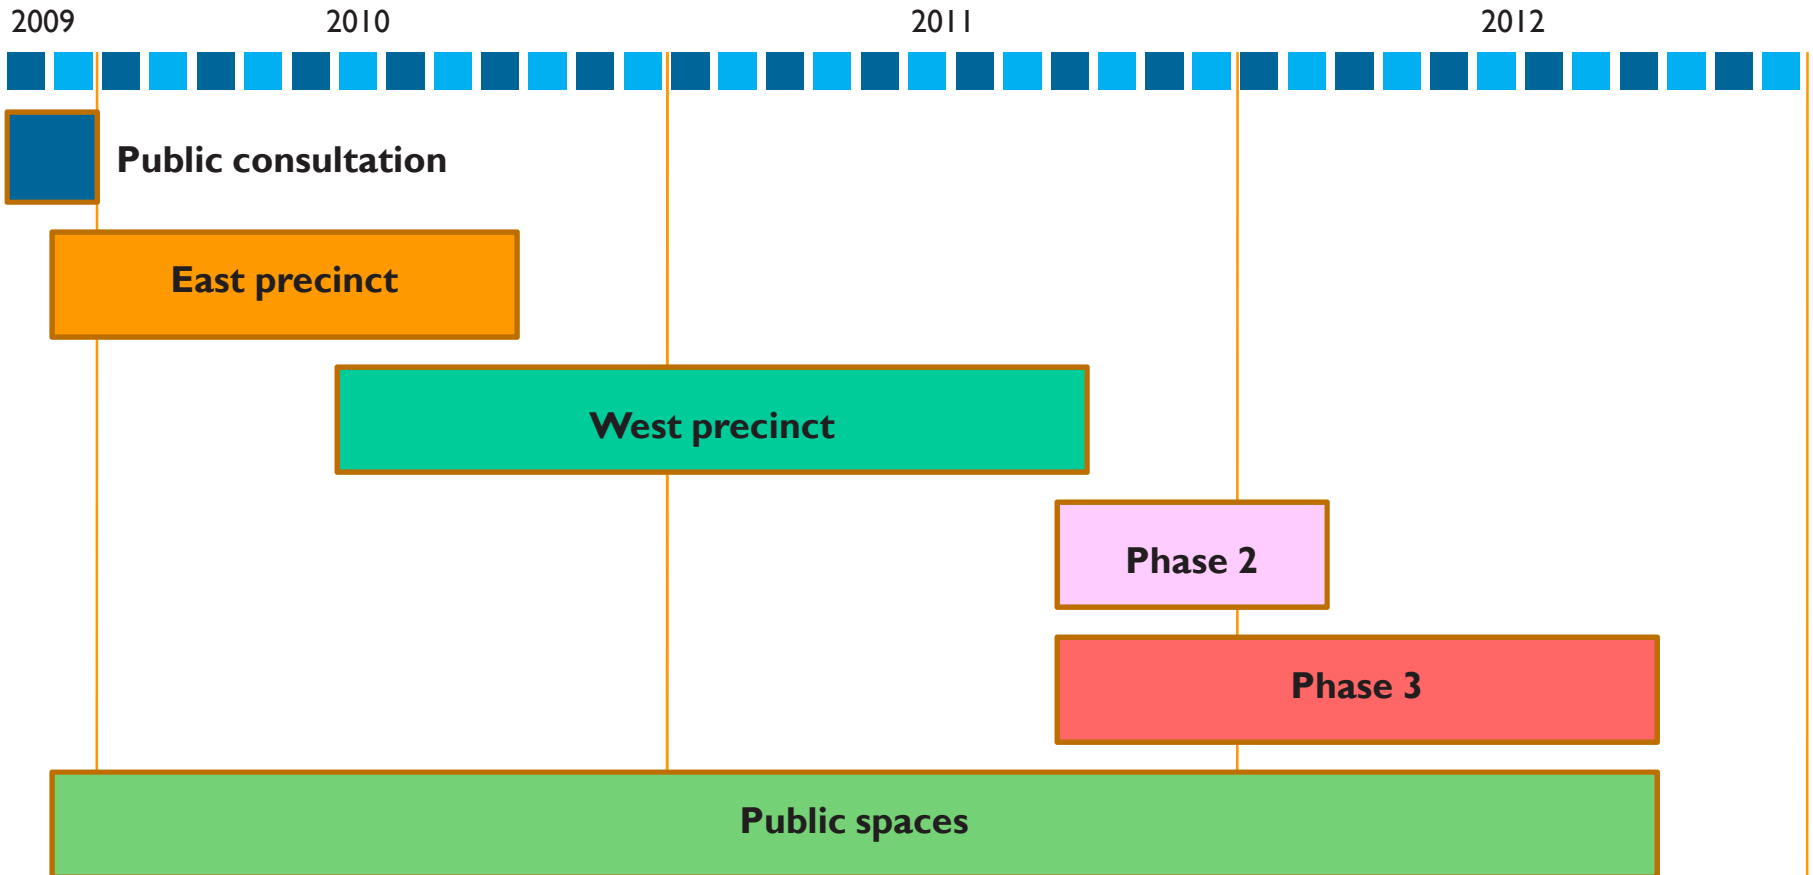 2009 2010 2011 2012
Public consultation
East precinct
West precinct
Phase 2
Phase 3
Public spaces